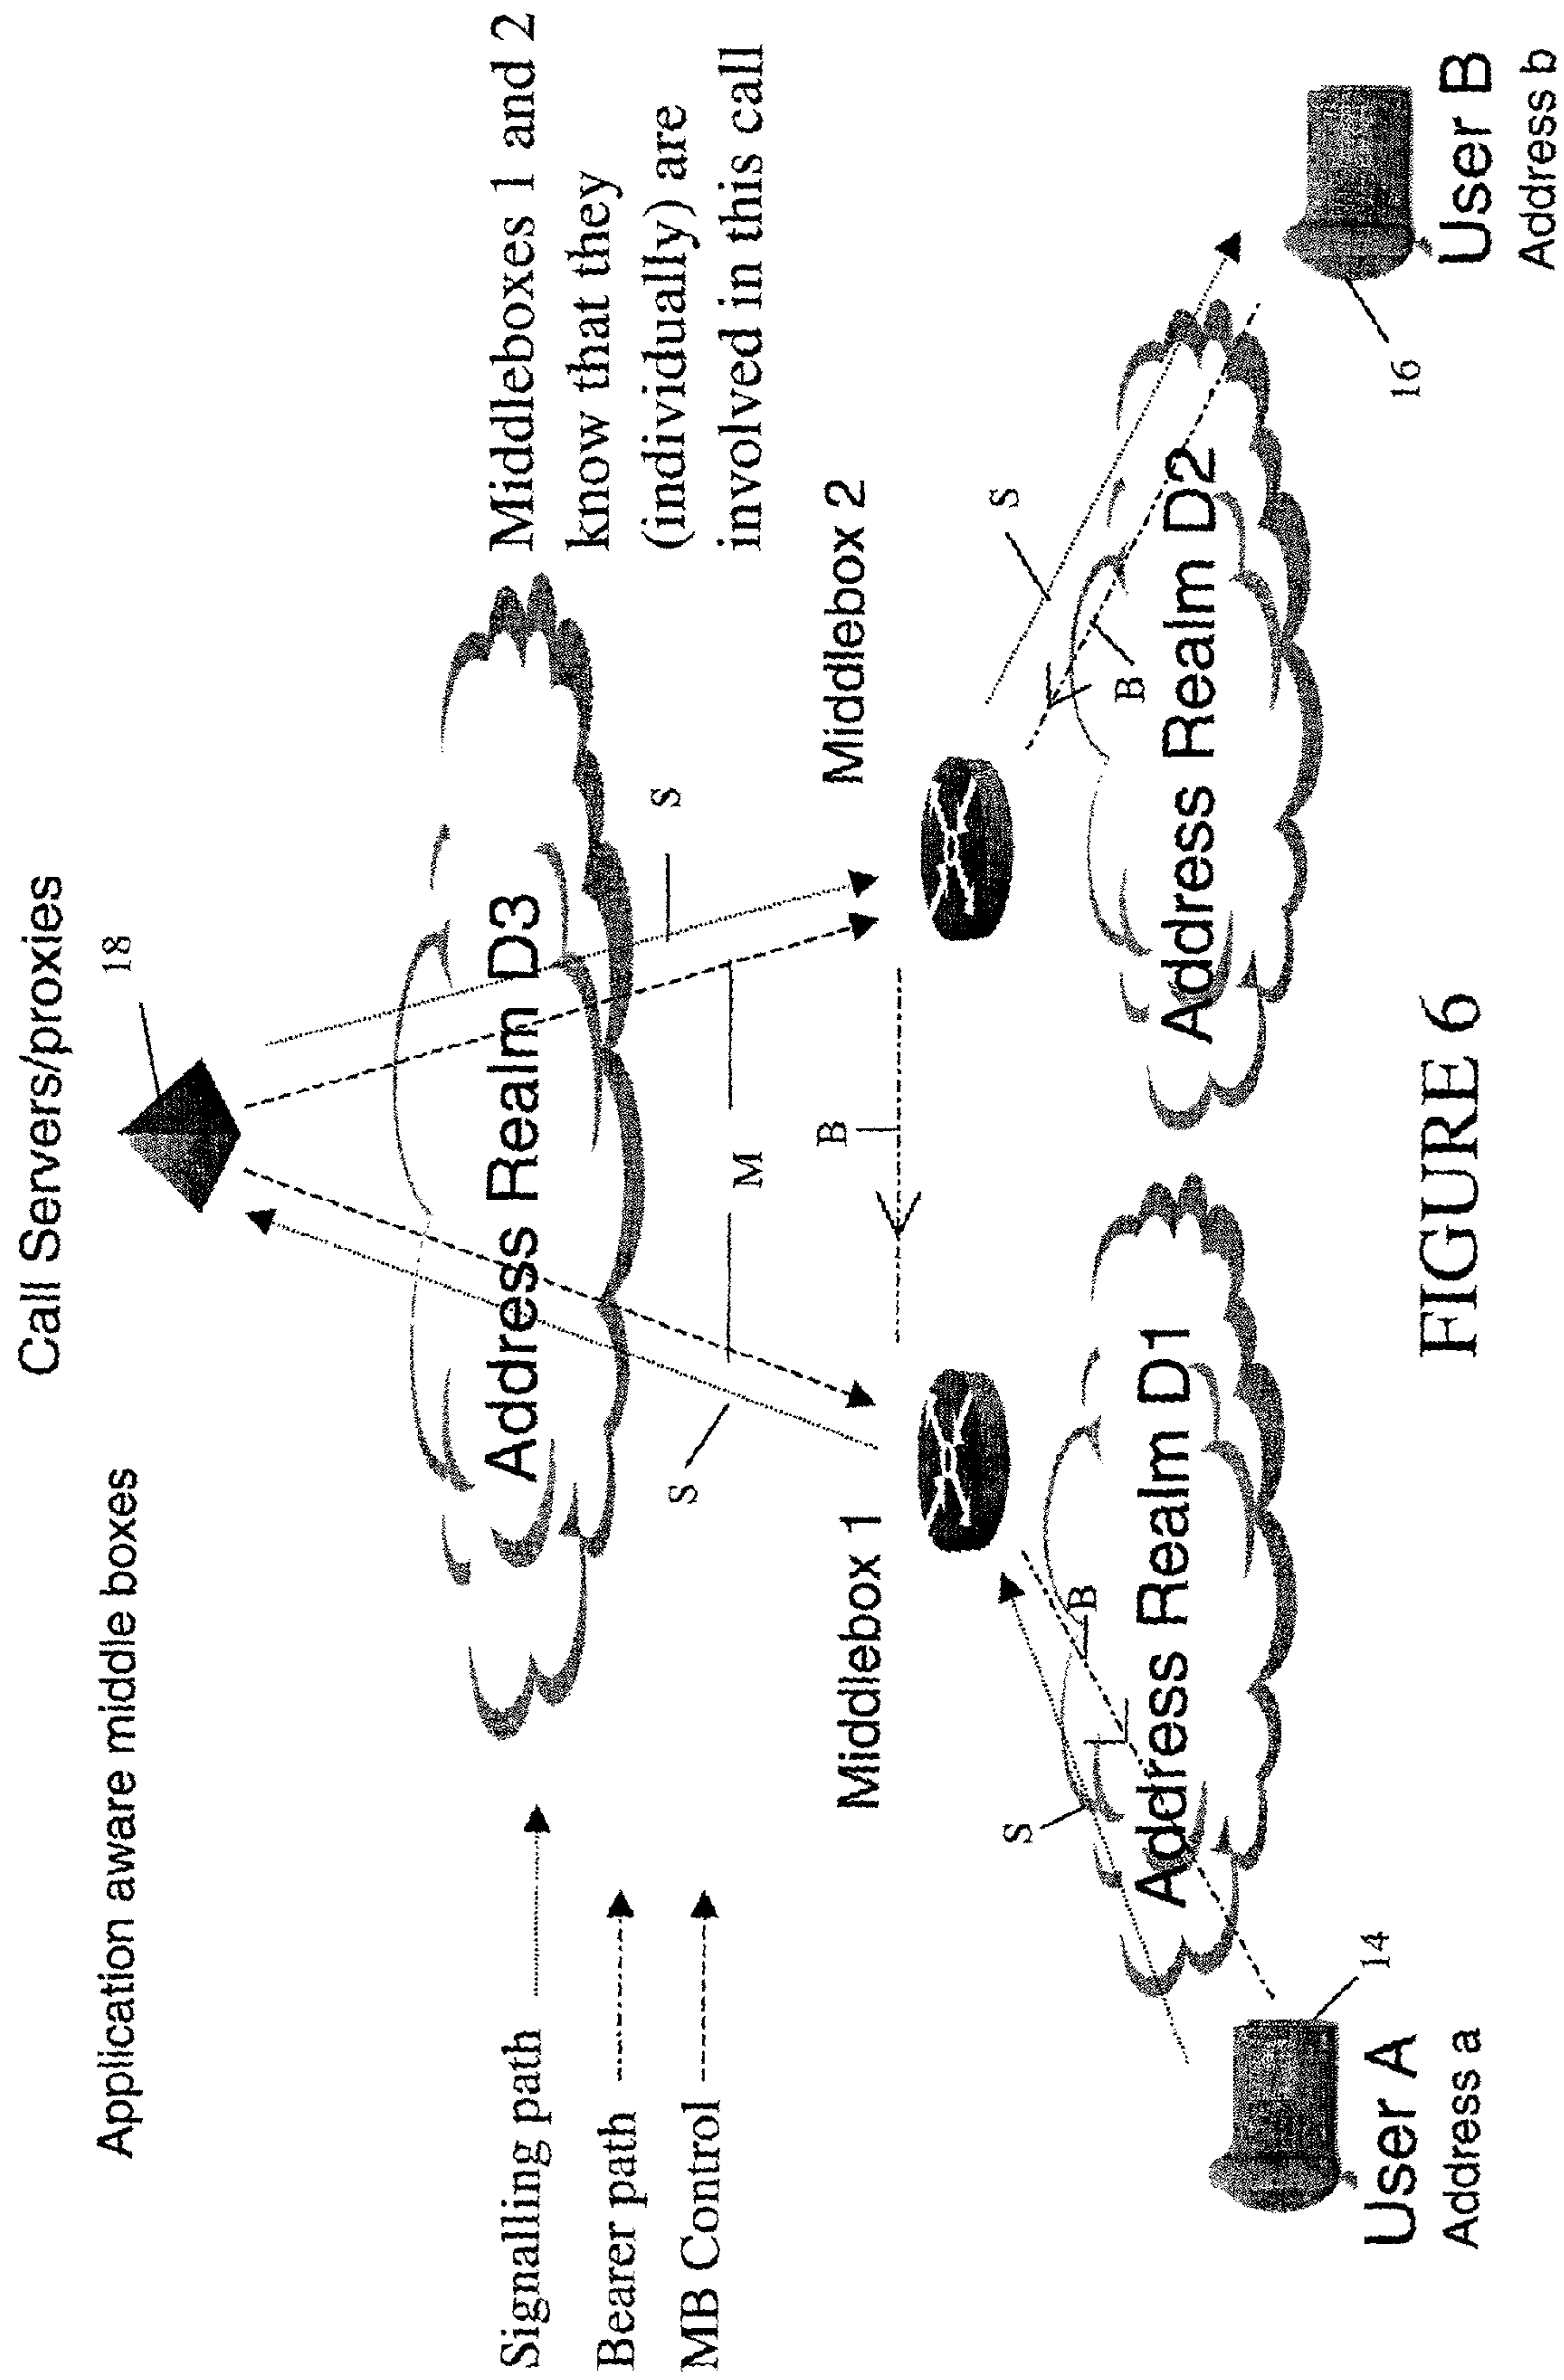 Call Servers/proxies
18
Application aware middle boxes
Signalling path
Bearer path
MB Control
Address Realm D3
Middleboxes 1 and 2
know that they
(individually) are
involved in this call
S
S
M
B
Middlebox 1
Middlebox 2
S
B
S
B
Address Realm D1
Address Realm D2
14
16
User A
Address a
User B
Address b
FIGURE 6